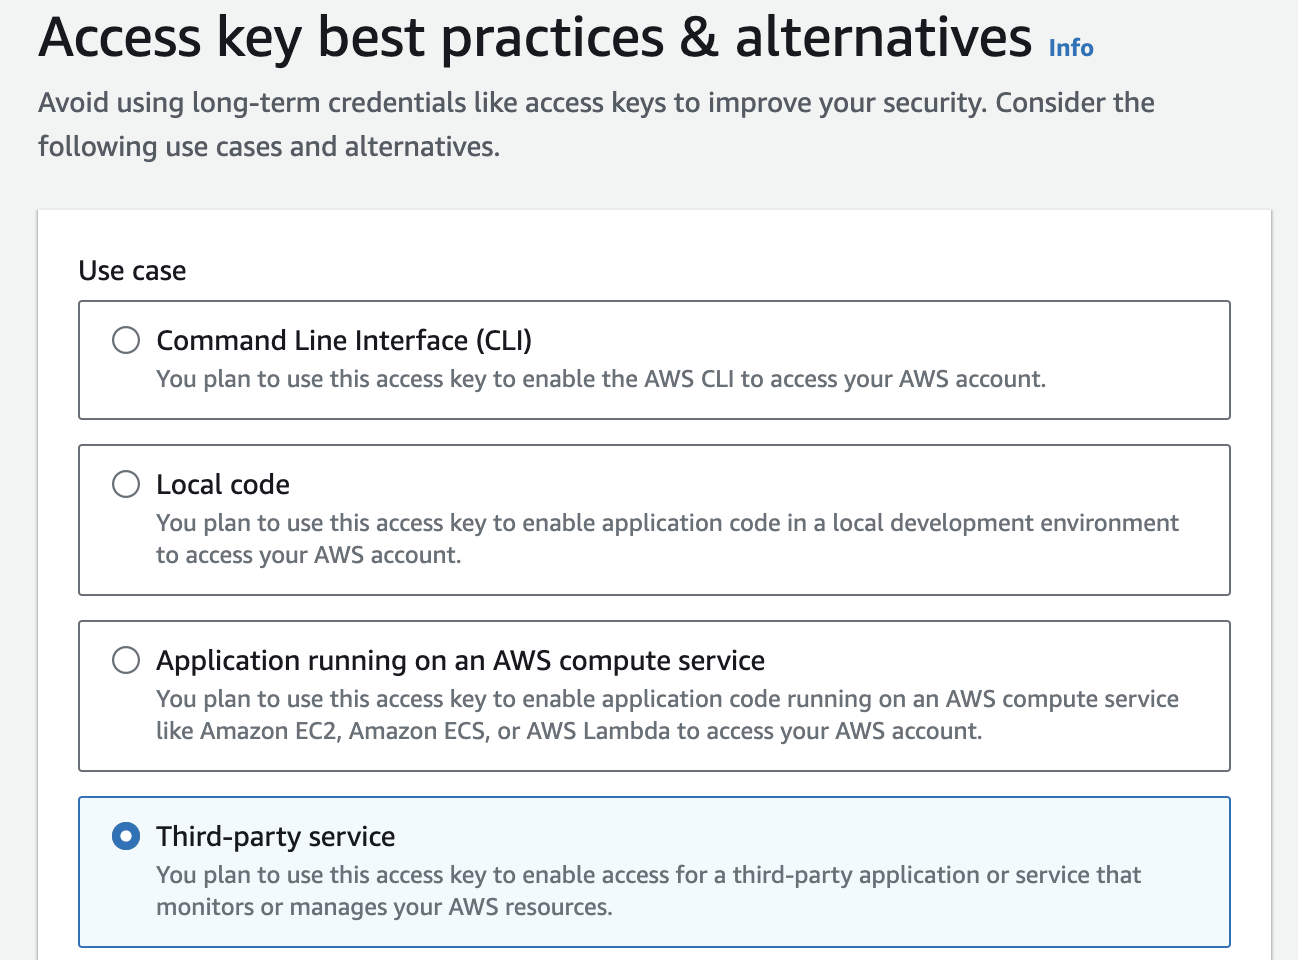 Access key best practices & alternatives Info
Avoid using long-term credentials like access keys to improve your security. Consider the
following use cases and alternatives.
Use case
Command Line Interface (CLI)
You plan to use this access key to enable the AWS CLI to access your AWS account.
Local code
You plan to use this access key to enable application code in a local development environment
to access your AWS account.
Application running on an AWS compute service
You plan to use this access key to enable application code running on an AWS compute service
like Amazon EC2, Amazon ECS, or AWS Lambda to access your AWS account.
Third-party service
You plan to use this access key to enable access for a third-party application or service that
monitors or manages your AWS resources.